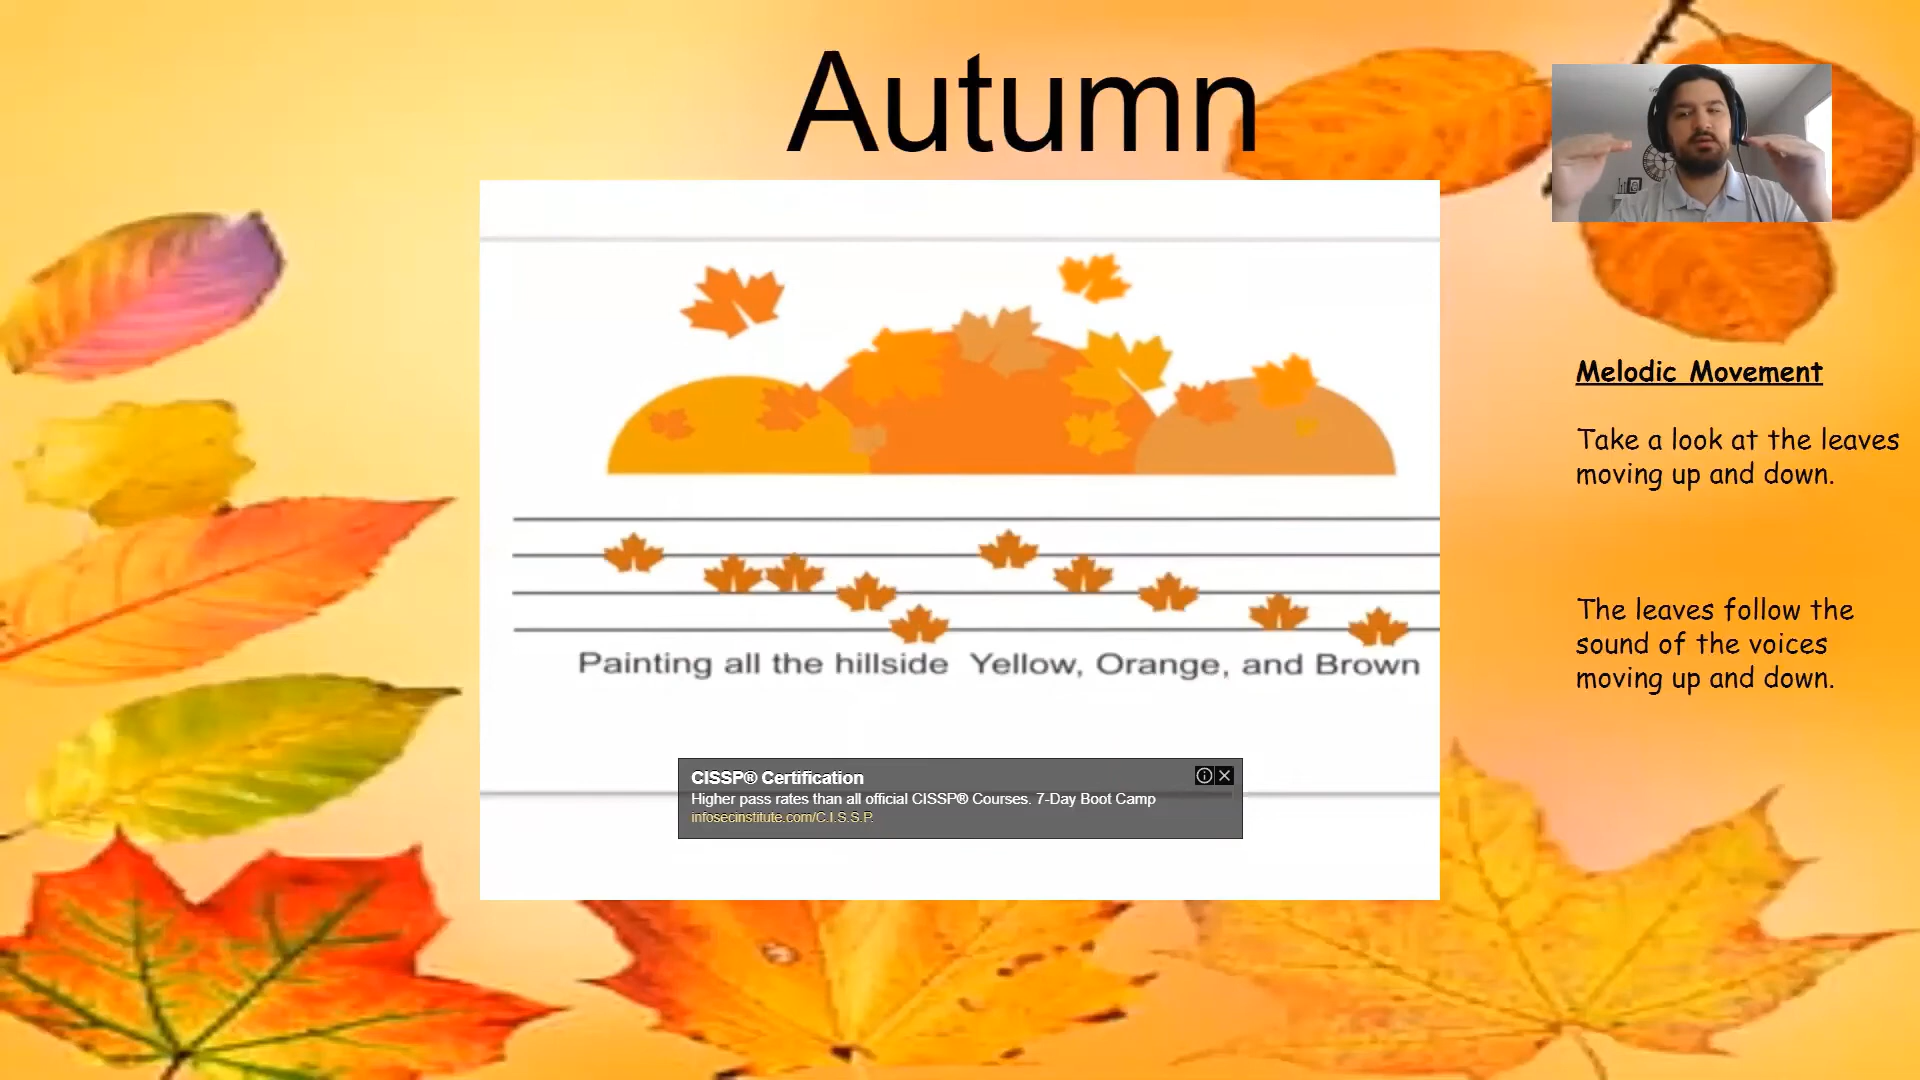 Autumn
Melodic Movement
Take a look at the leaves
moving up and down.
The leaves follow the
sound of the voices
moving up and down.
Painting all the hillside Yellow, Orange, and Brown
CISSP® Certification
Higher pass rates than all official CISSP® Courses. 7-Day Boot Camp
infosecinstitute.com/C.I.S.S.P.